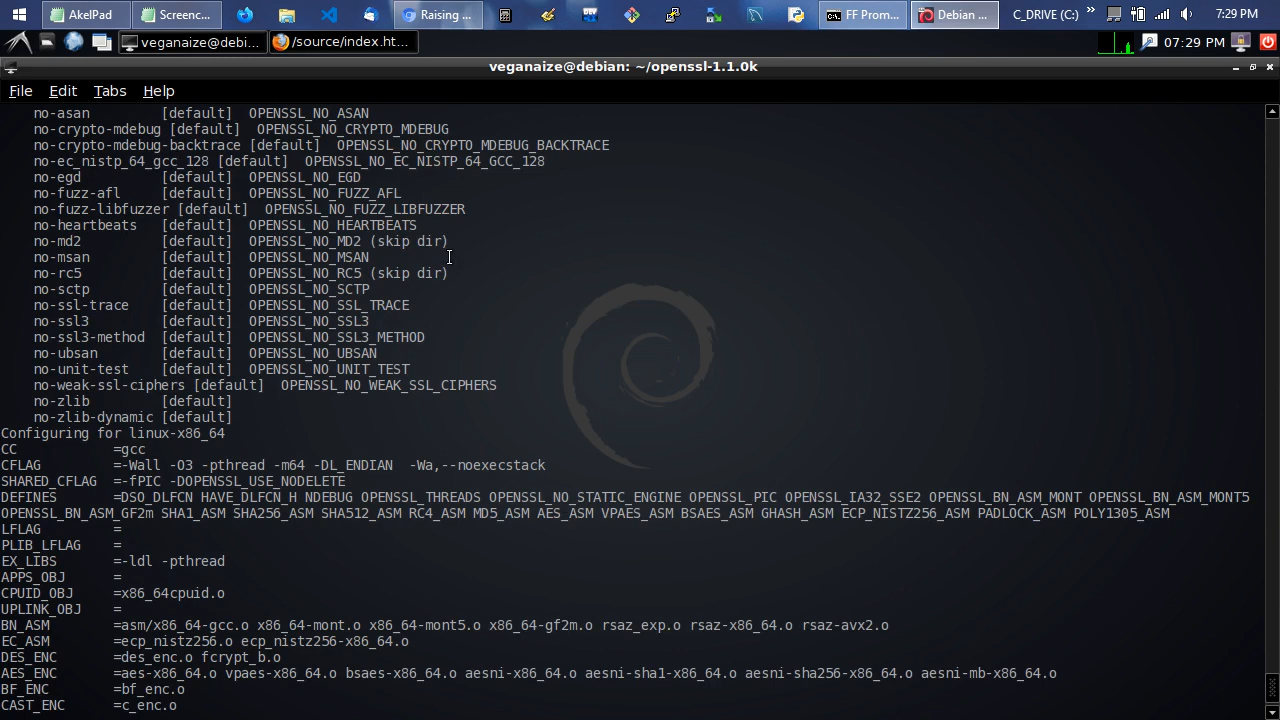 AkelPad Screenc... Raising ... FF Prom... Debian ... C_DRIVE (C:) » 7:29 PM
veganaize@debi... /source/index.ht... 07:29 PM
veganaize@debian: ~/openssl-1.1.0k
File Edit Tabs Help
no-asan [default] OPENSSL_NO_ASAN
no-crypto-mdebug [default] OPENSSL_NO_CRYPTO_MDEBUG
no-crypto-mdebug-backtrace [default] OPENSSL_NO_CRYPTO_MDEBUG_BACKTRACE
no-ec_nistp_64_gcc_128 [default] OPENSSL_NO_EC_NISTP_64_GCC_128
no-egd [default] OPENSSL_NO_EGD
no-fuzz-afl [default] OPENSSL_NO_FUZZ_AFL
no-fuzz-libfuzzer [default] OPENSSL_NO_FUZZ_LIBFUZZER
no-heartbeats [default] OPENSSL_NO_HEARTBEATS
no-md2 [default] OPENSSL_NO_MD2 (skip dir)
no-msan [default] OPENSSL_NO_MSAN
no-rc5 [default] OPENSSL_NO_RC5 (skip dir)
no-sctp [default] OPENSSL_NO_SCTP
no-ssl-trace [default] OPENSSL_NO_SSL_TRACE
no-ssl3 [default] OPENSSL_NO_SSL3
no-ssl3-method [default] OPENSSL_NO_SSL3_METHOD
no-ubsan [default] OPENSSL_NO_UBSAN
no-unit-test [default] OPENSSL_NO_UNIT_TEST
no-weak-ssl-ciphers [default] OPENSSL_NO_WEAK_SSL_CIPHERS
no-zlib [default]
no-zlib-dynamic [default]
Configuring for linux-x86_64
CC =gcc
CFLAG =-Wall -O3 -pthread -m64 -DL_ENDIAN -Wa,--noexecstack
SHARED_CFLAG =-fPIC -DOPENSSL_USE_NODELETE
DEFINES =DSO_DLFCN HAVE_DLFCN_H NDEBUG OPENSSL_THREADS OPENSSL_NO_STATIC_ENGINE OPENSSL_PIC OPENSSL_IA32_SSE2 OPENSSL_BN_ASM_MONT OPENSSL_BN_ASM_MONT5
OPENSSL_BN_ASM_GF2m SHA1_ASM SHA256_ASM SHA512_ASM RC4_ASM MD5_ASM AES_ASM VPAES_ASM BSAES_ASM GHASH_ASM ECP_NISTZ256_ASM PADLOCK_ASM POLY1305_ASM
LFLAG =
PLIB_LFLAG =
EX_LIBS =-ldl -pthread
APPS_OBJ =
CPUID_OBJ =x86_64cpuid.o
UPLINK_OBJ =
BN_ASM =asm/x86_64-gcc.o x86_64-mont.o x86_64-mont5.o x86_64-gf2m.o rsaz_exp.o rsaz-x86_64.o rsaz-avx2.o
EC_ASM =ecp_nistz256.o ecp_nistz256-x86_64.o
DES_ENC =des_enc.o fcrypt_b.o
AES_ENC =aes-x86_64.o vpaes-x86_64.o bsaes-x86_64.o aesni-x86_64.o aesni-sha1-x86_64.o aesni-sha256-x86_64.o aesni-mb-x86_64.o
BF_ENC =bf_enc.o
CAST_ENC =c_enc.o